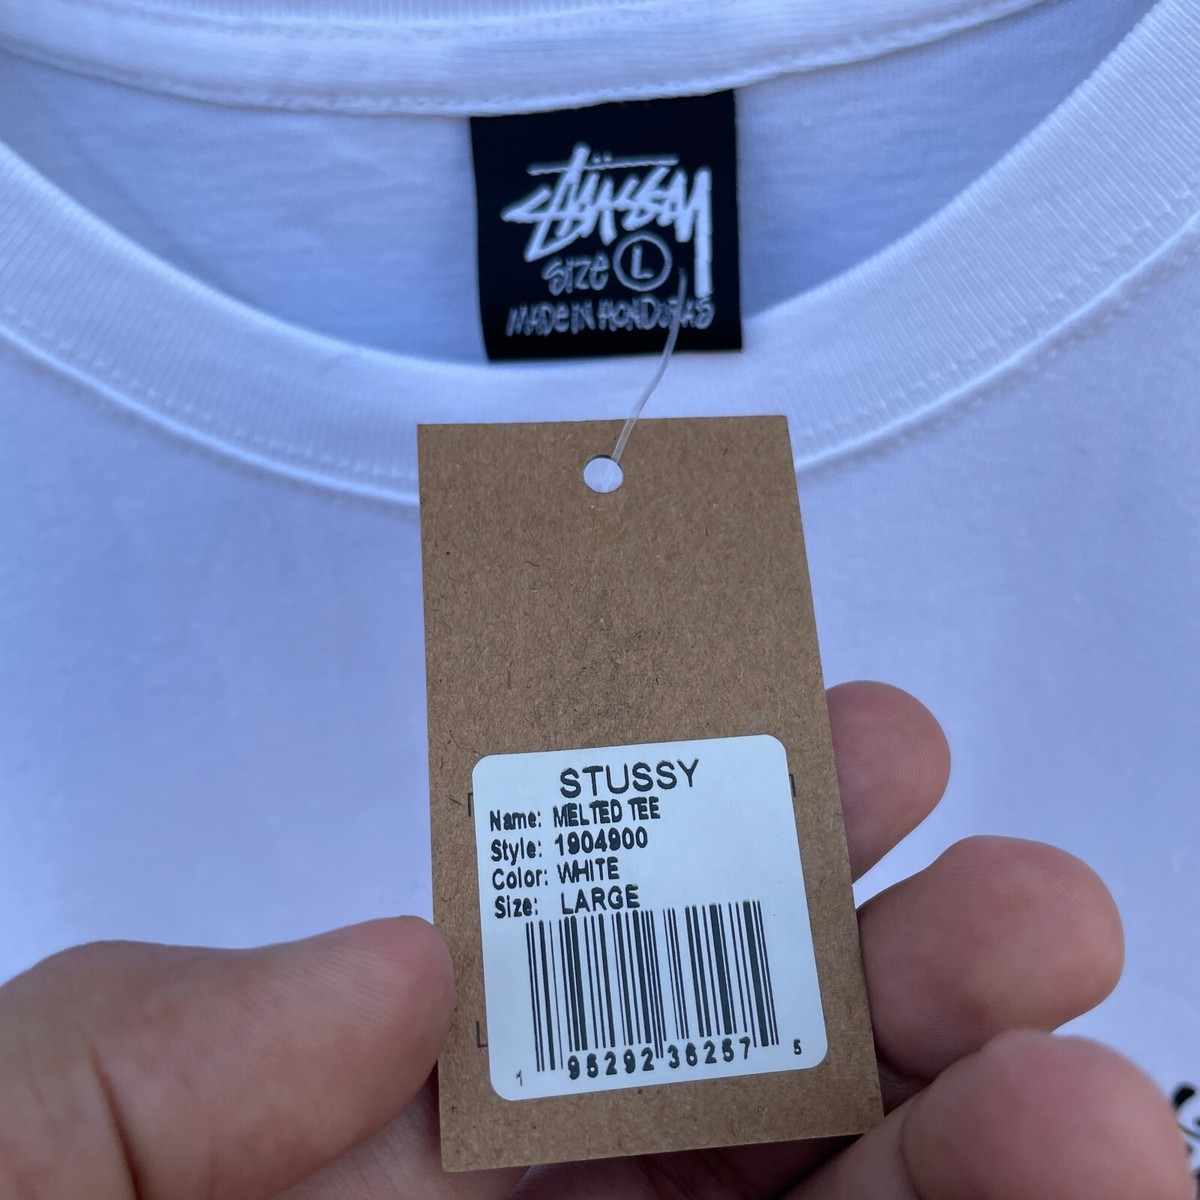 STÜSSY
SIZE L
MADE IN HONDURAS
STUSSY
Name: MELTED TEE
Style: 1904900
Color: WHITE
Size: LARGE
1 95292 36257 5